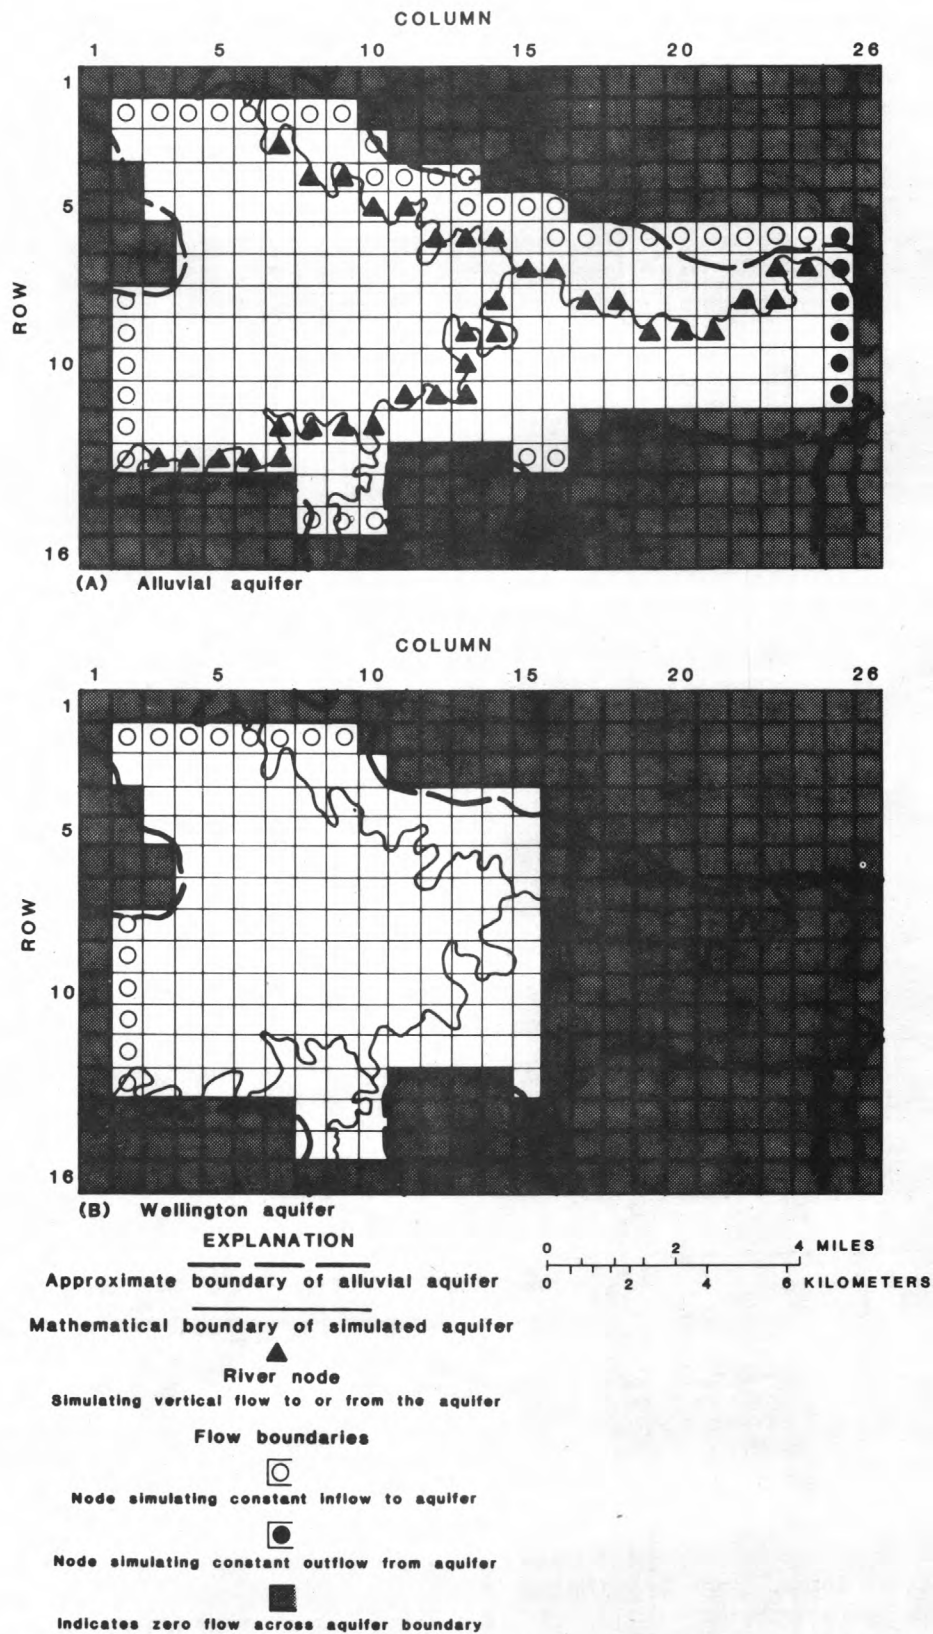 COLUMN
1 5 10 15 20 26
1
5
ROW
10
16
(A) Alluvial aquifer
COLUMN
1 5 10 15 20 26
1
5
ROW
10
16
(B) Wellington aquifer
EXPLANATION
Approximate boundary of alluvial aquifer
0 2 4 MILES
0 2 4 6 KILOMETERS
Mathematical boundary of simulated aquifer
River node
Simulating vertical flow to or from the aquifer
Flow boundaries
Node simulating constant inflow to aquifer
Node simulating constant outflow from aquifer
Indicates zero flow across aquifer boundary